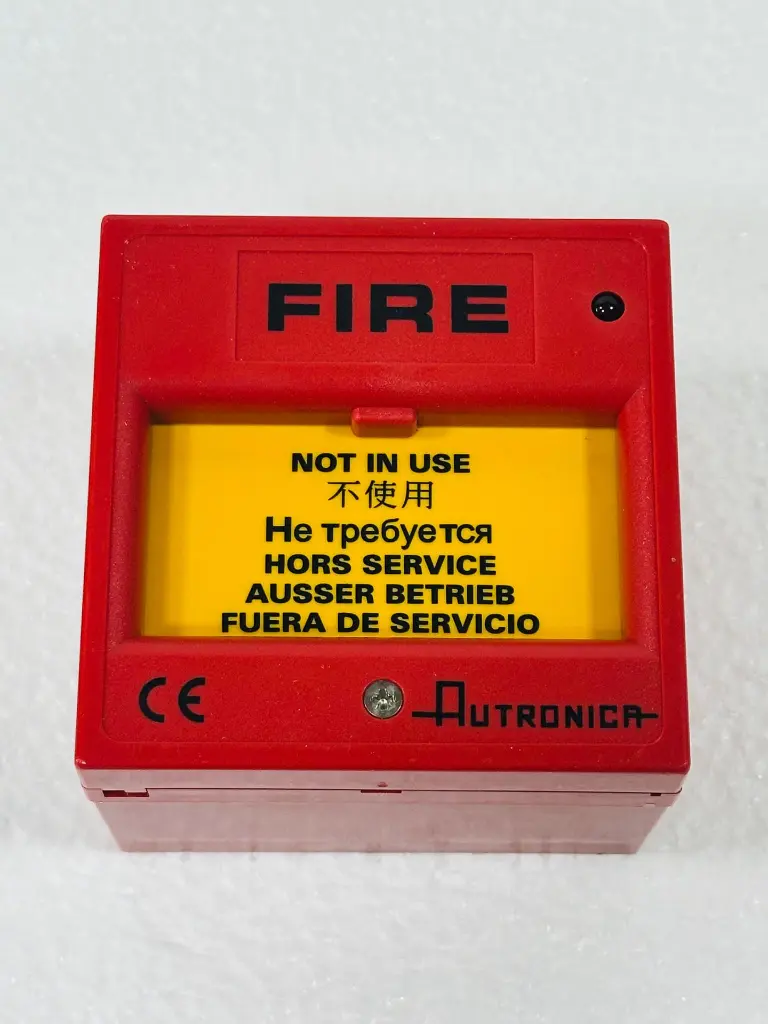 FIRE
NOT IN USE
不使用
Не требуется
HORS SERVICE
AUSSER BETRIEB
FUERA DE SERVICIO
CE
AUTRONICA